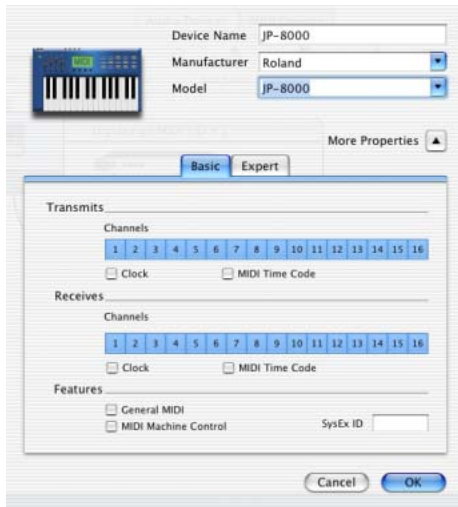 Device Name JP-8000
Manufacturer Roland
Model JP-8000
MIDI
More Properties
Basic Expert
Transmits
Channels
1 2 3 4 5 6 7 8 9 10 11 12 13 14 15 16
Clock MIDI Time Code
Receives
Channels
1 2 3 4 5 6 7 8 9 10 11 12 13 14 15 16
Clock MIDI Time Code
Features
General MIDI
MIDI Machine Control SysEx ID
Cancel OK